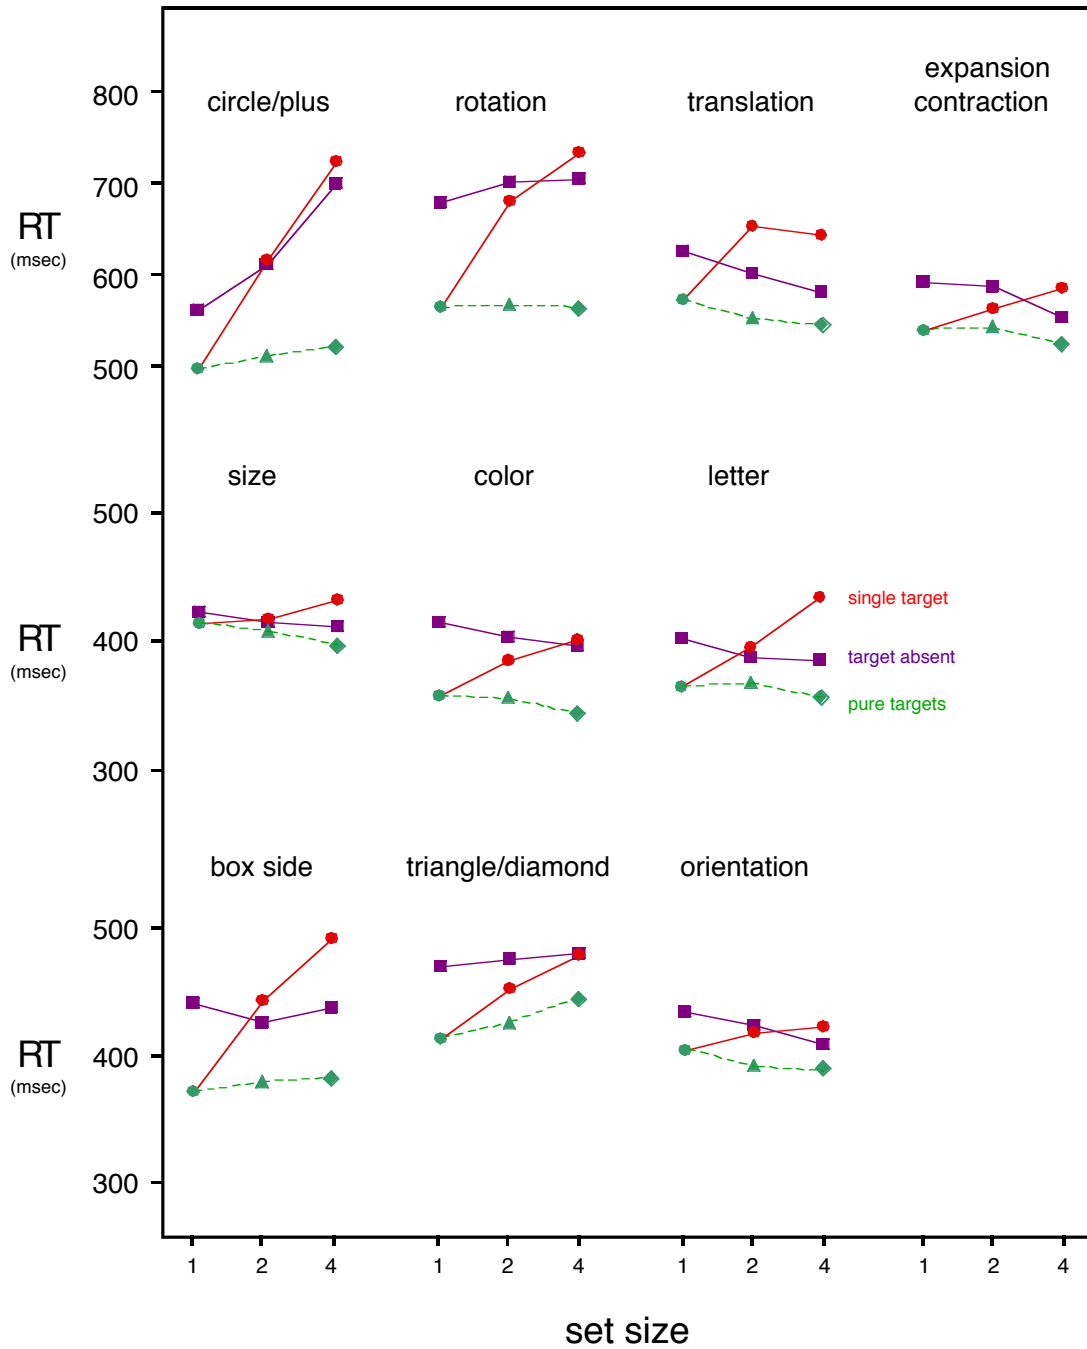 expansion
circle/plus rotation translation contraction
800
700
RT
(msec)
600
500
size color letter
500
single target
RT
(msec)
400
target absent
pure targets
300
box side triangle/diamond orientation
500
RT
(msec)
400
300
1 2 4 1 2 4 1 2 4 1 2 4
set size